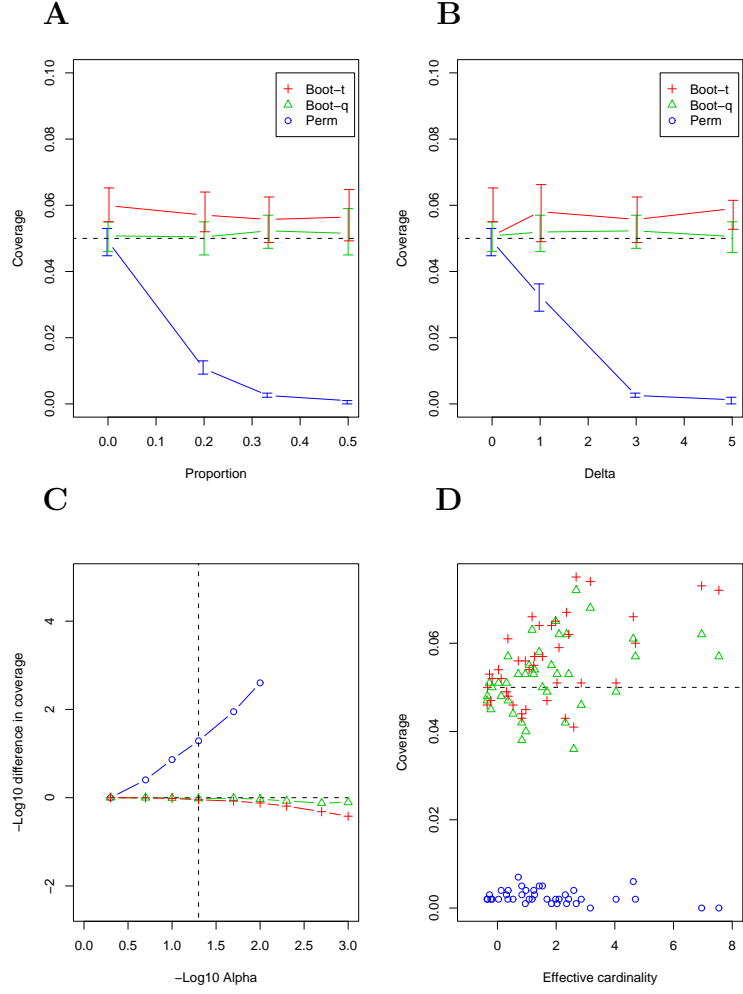 A
Coverage
0.00 0.02 0.04 0.06 0.08 0.10
Boot-t
Boot-q
Perm
0.0 0.1 0.2 0.3 0.4 0.5
Proportion
B
Coverage
0.00 0.02 0.04 0.06 0.08 0.10
Boot-t
Boot-q
Perm
0 1 2 3 4 5
Delta
C
-Log10 difference in coverage
2 0 2 4
0.0 0.5 1.0 1.5 2.0 2.5 3.0
-Log10 Alpha
D
Coverage
0.00 0.02 0.04 0.06
0 2 4 6 8
Effective cardinality